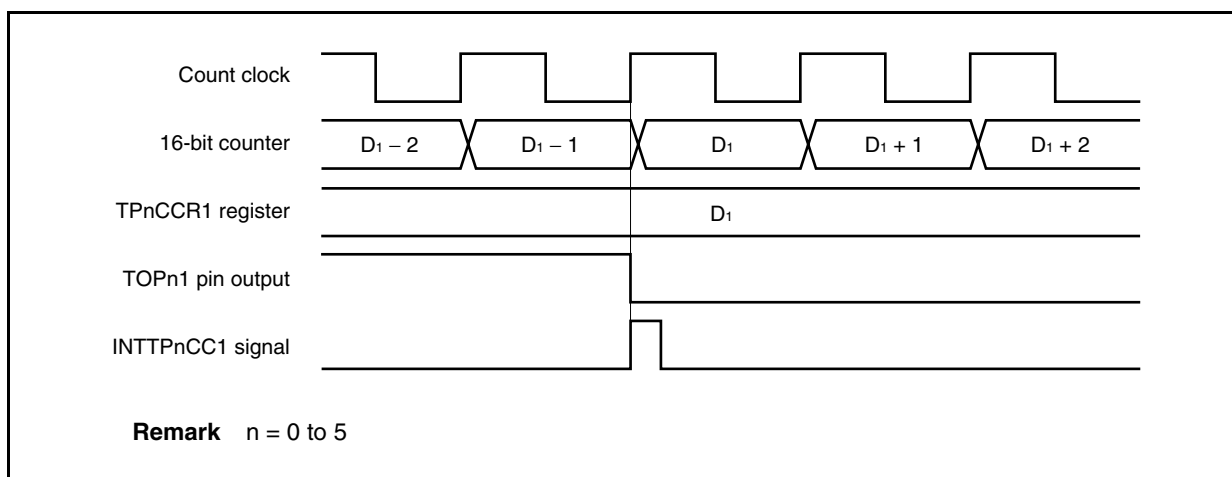 Count clock
16-bit counter D₁ – 2 D₁ – 1 D₁ D₁ + 1 D₁ + 2
TPnCCR1 register D₁
TOPn1 pin output
INTTPnCC1 signal
Remark n = 0 to 5